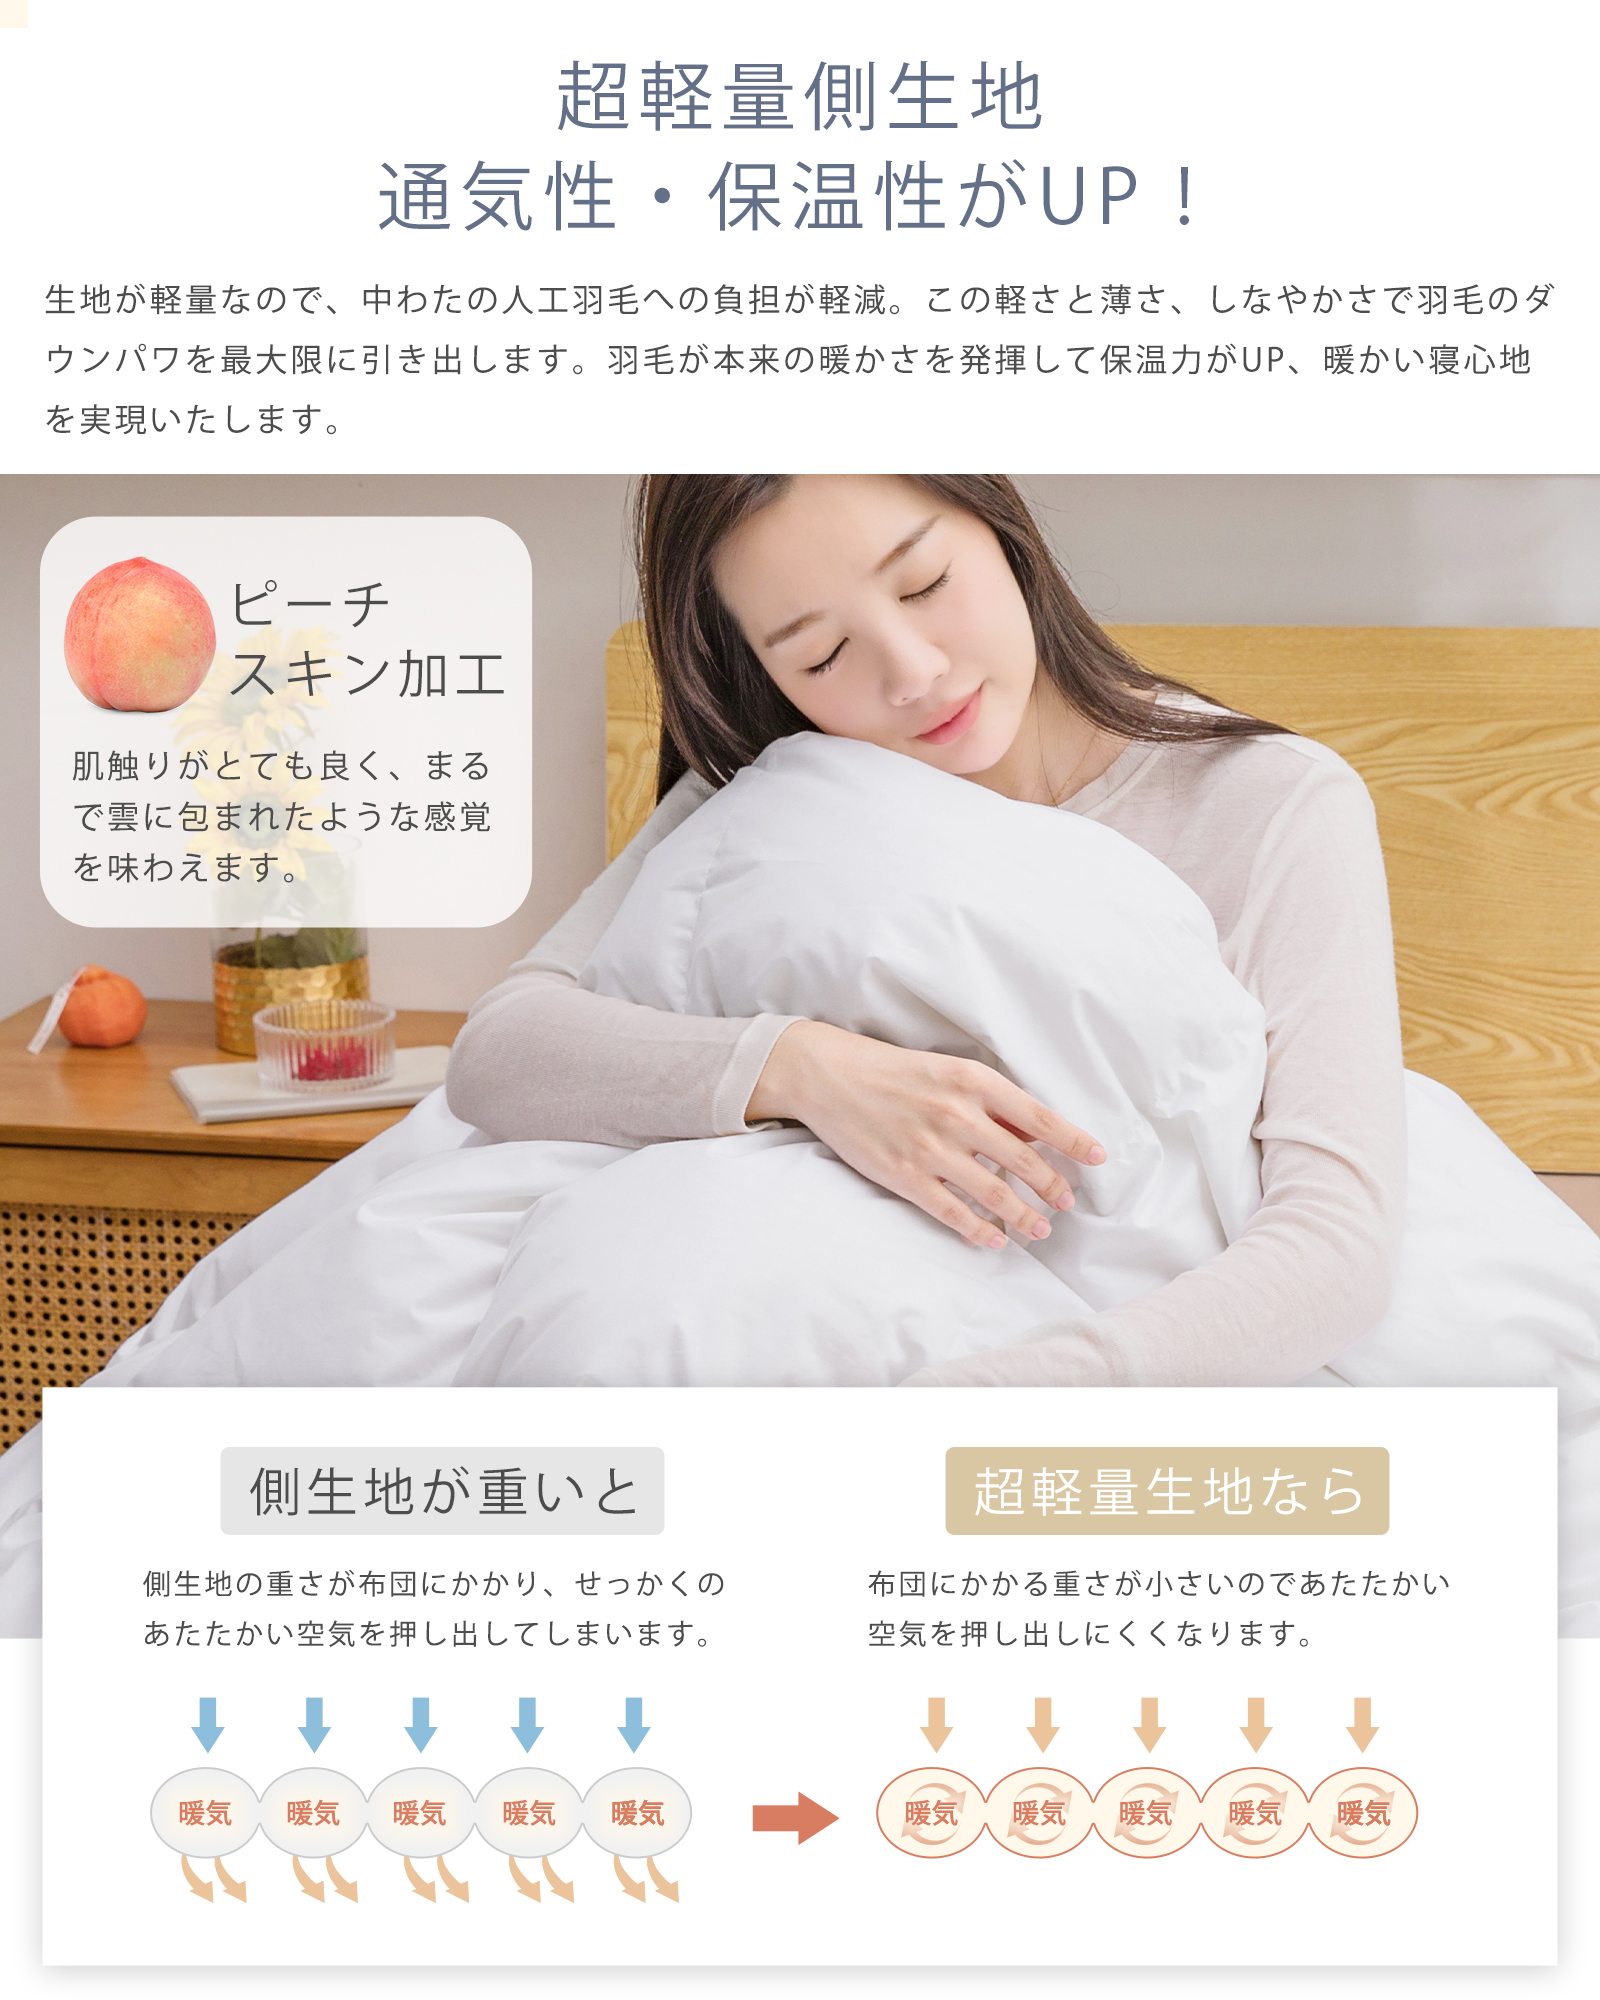 超軽量側生地
通気性・保温性がUP！
生地が軽量なので、中わたの人工羽毛への負担が軽減。この軽さと薄さ、しなやかさで羽毛のダ
ウンパワを最大限に引き出します。羽毛が本来の暖かさを発揮して保温力がUP、暖かい寝心地
を実現いたします。
ピーチ
スキン加工
肌触りがとても良く、まる
で雲に包まれたような感覚
を味わえます。
側生地が重いと
側生地の重さが布団にかかり、せっかくの
あたたかい空気を押し出してしまいます。
暖気 暖気 暖気 暖気 暖気
超軽量生地なら
布団にかかる重さが小さいのであたたかい
空気を押し出しにくくなります。
暖気 暖気 暖気 暖気 暖気